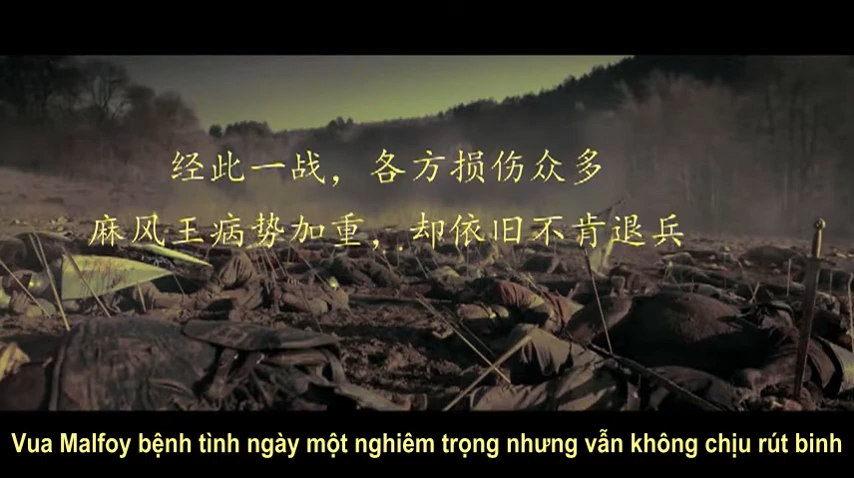 经此一战，各方损伤众多
麻风王病势加重，却依旧不肯退兵
Vua Malfoy bệnh tình ngày một nghiêm trọng nhưng vẫn không chịu rút binh